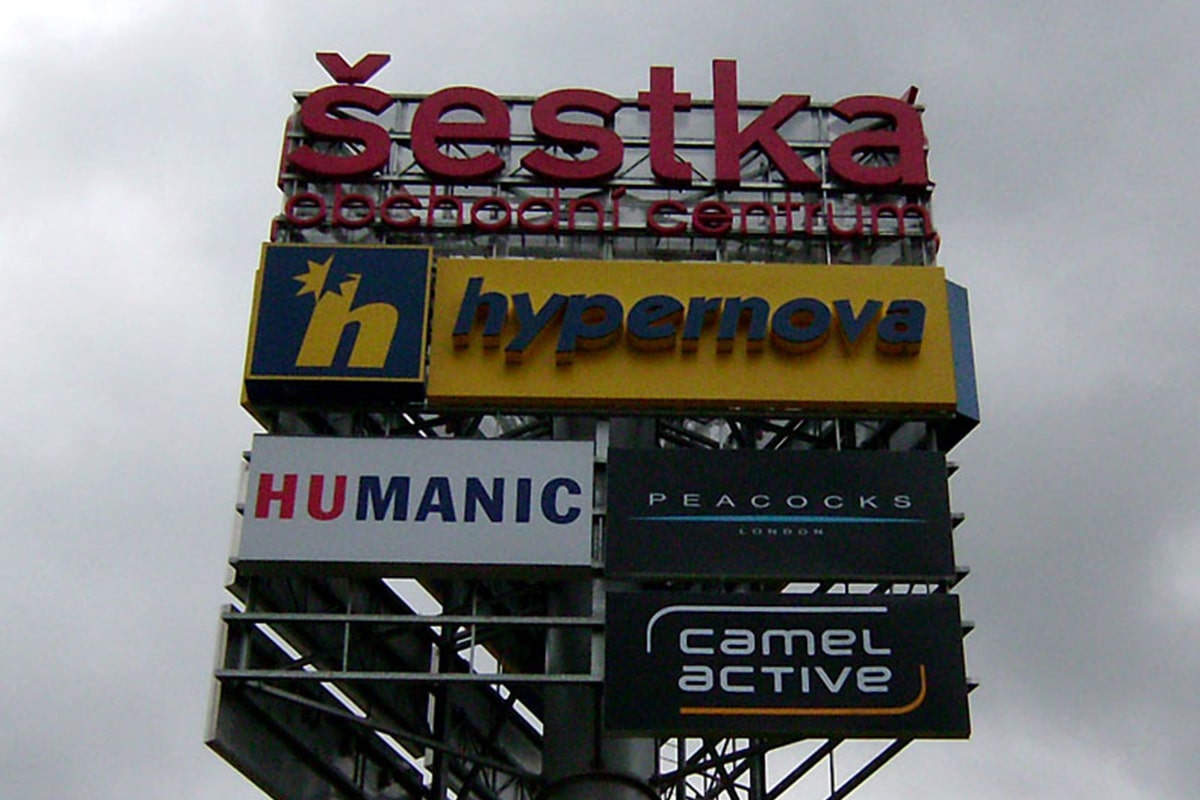 šestka
obchodní centrum
h hypernova
HUMANIC
PEACOCKS
LONDON
camel
active